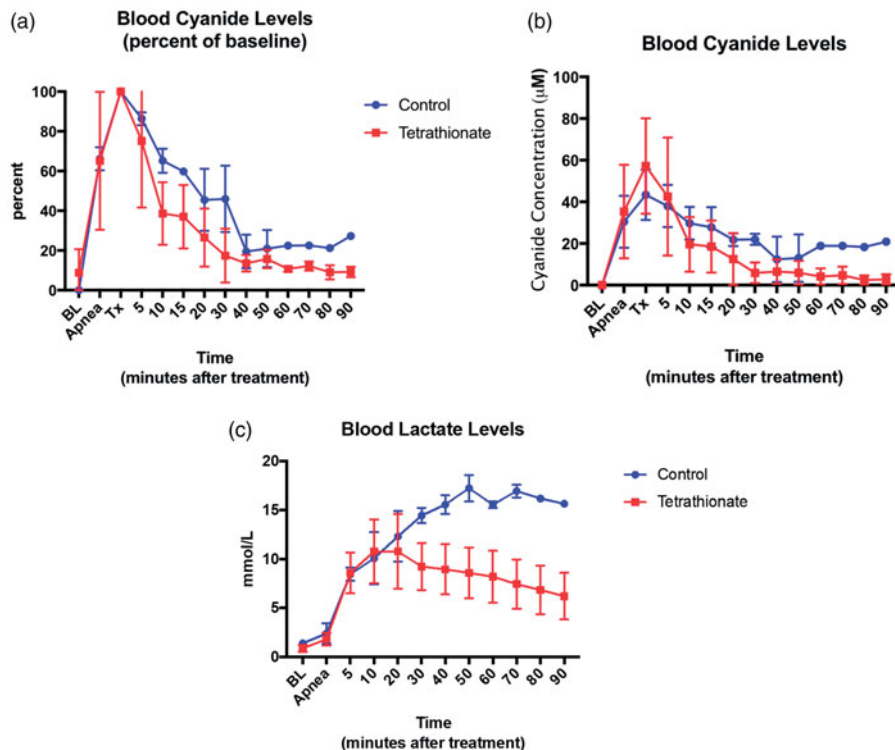 (a)
Blood Cyanide Levels
(percent of baseline)
100
80
60
40
20
0
percent
BL
Apnea
Tx
5
10
15
20
30
40
50
60
70
80
90
Time
(minutes after treatment)
Control
Tetrathionate
(b)
Blood Cyanide Levels
100
80
60
40
20
0
Cyanide Concentration (μM)
BL
Apnea
Tx
5
10
15
20
30
40
50
60
70
80
90
Time
(minutes after treatment)
(c)
Blood Lactate Levels
20
15
10
5
0
mmol/L
BL
Apnea
5
10
20
30
40
50
60
70
80
90
Time
(minutes after treatment)
Control
Tetrathionate